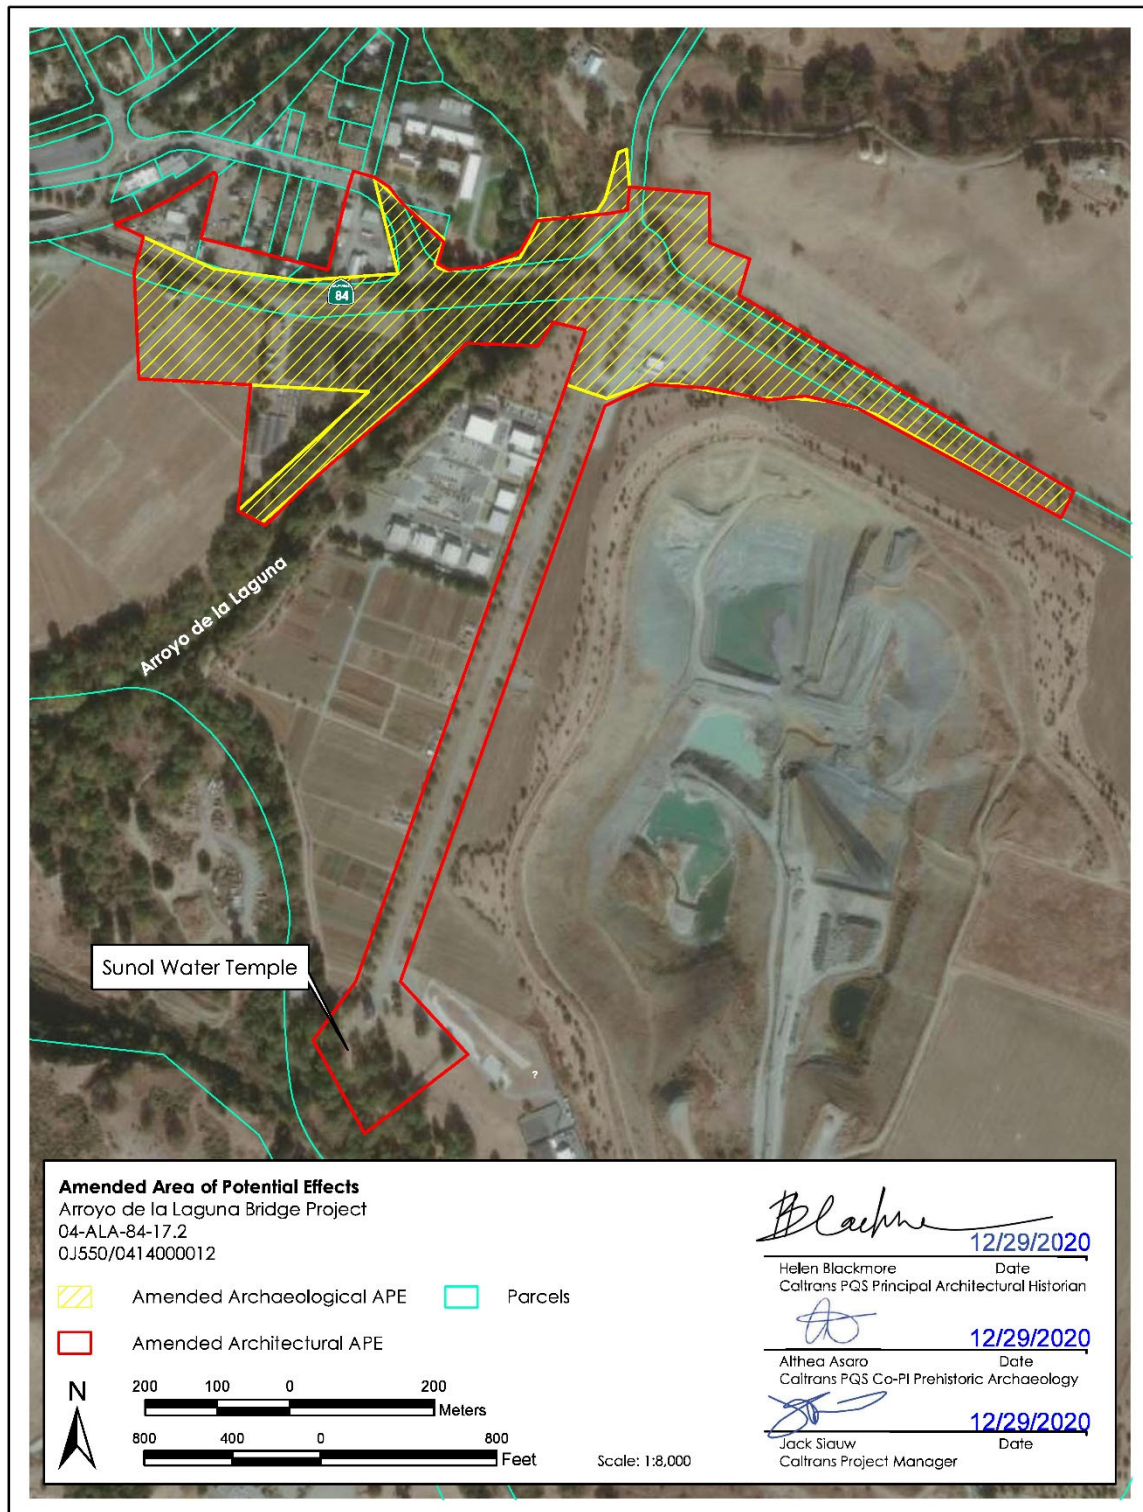 84
Arroyo de la Laguna
Sunol Water Temple
?
Amended Area of Potential Effects
Arroyo de la Laguna Bridge Project
04-ALA-84-17.2
0J550/0414000012
Amended Archaeological APE
Parcels
Amended Architectural APE
N
200 100 0 200
Meters
800 400 0 800
Feet
Scale: 1:8,000
12/29/2020
Helen Blackmore Date
Caltrans PQS Principal Architectural Historian
12/29/2020
Althea Asaro Date
Caltrans PQS Co-PI Prehistoric Archaeology
12/29/2020
Jack Siauw Date
Caltrans Project Manager